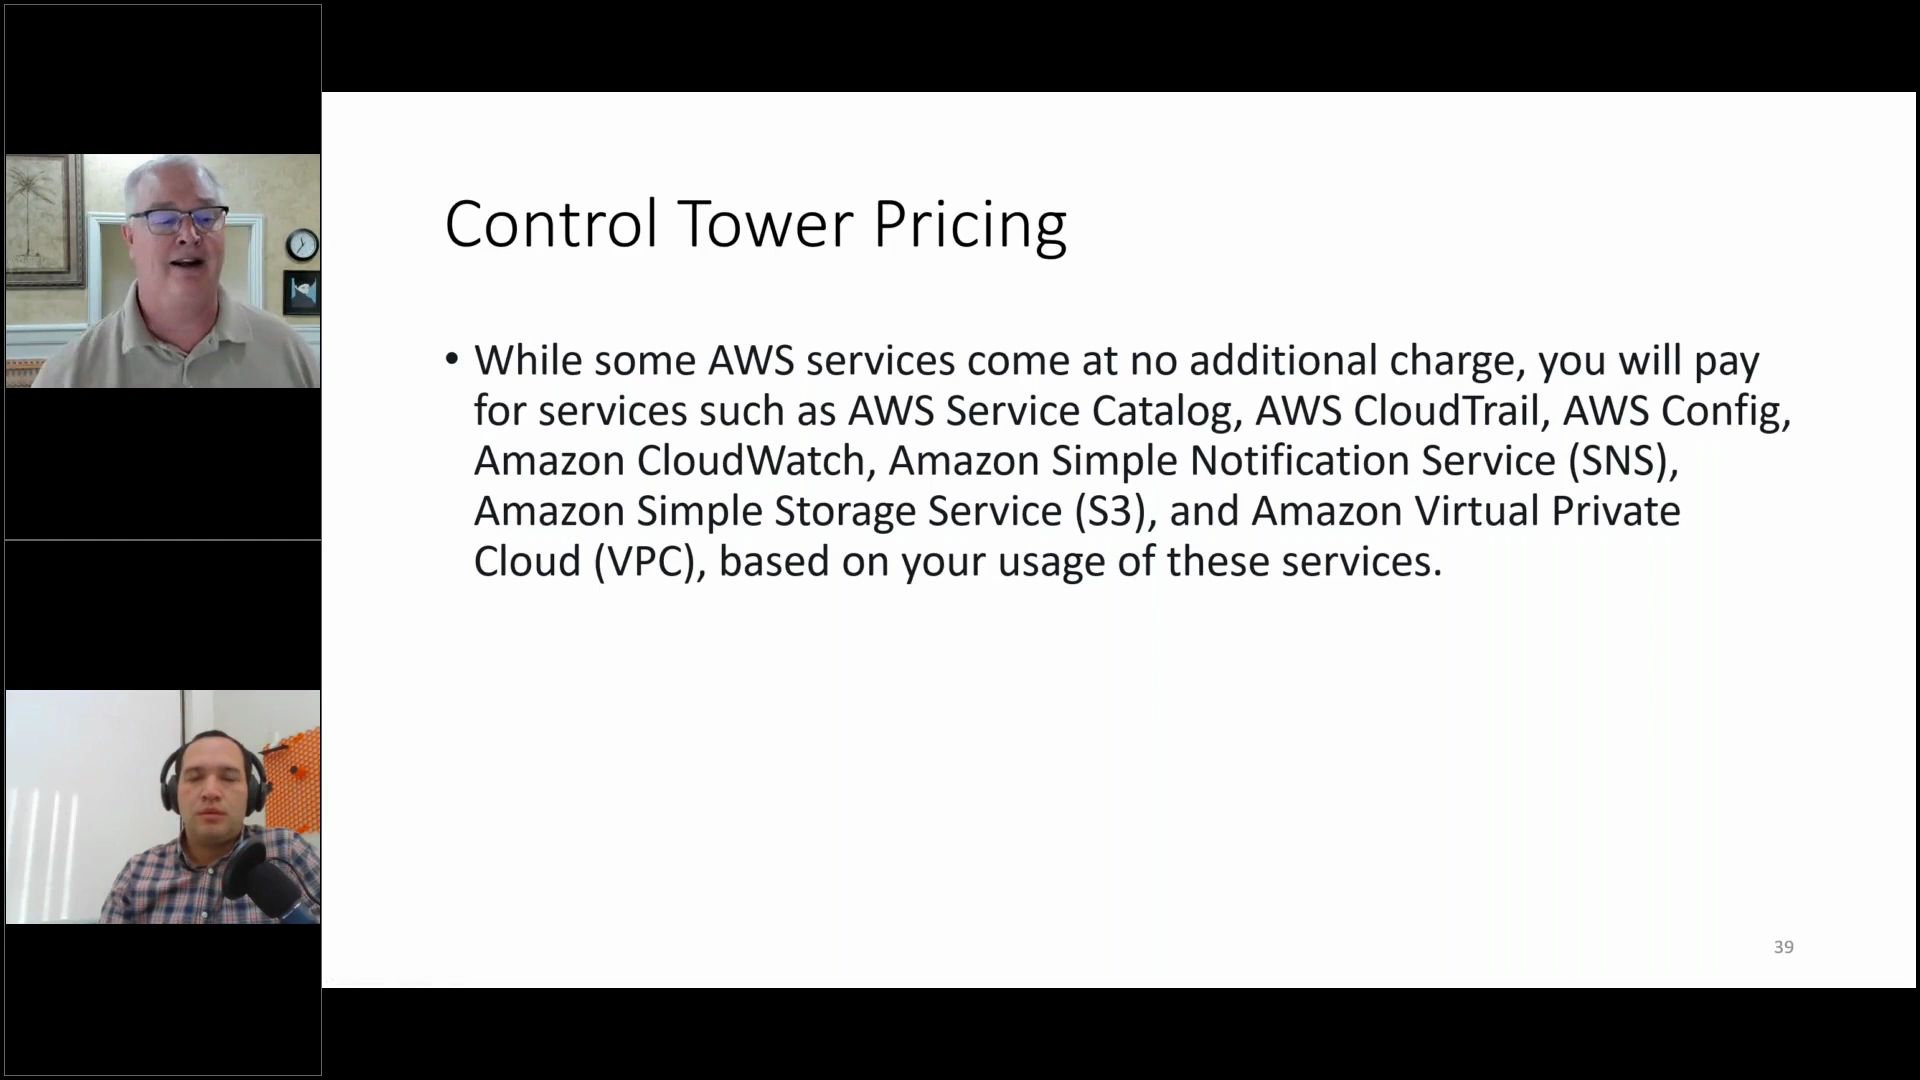 Control Tower Pricing
• While some AWS services come at no additional charge, you will pay
for services such as AWS Service Catalog, AWS CloudTrail, AWS Config,
Amazon CloudWatch, Amazon Simple Notification Service (SNS),
Amazon Simple Storage Service (S3), and Amazon Virtual Private
Cloud (VPC), based on your usage of these services.
39